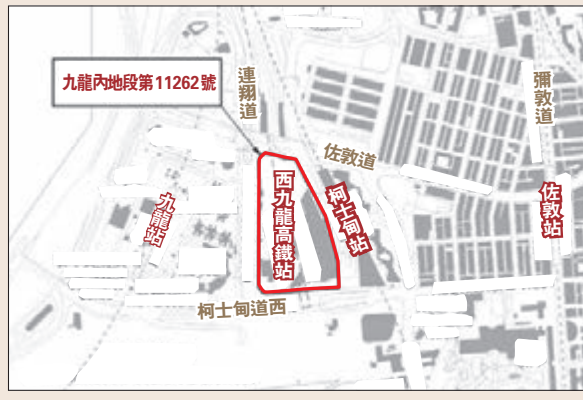 九龍內地段第11262號
連翔道
彌敦道
佐敦道
西九龍高鐵站
柯士甸站
佐敦站
九龍站
柯士甸道西